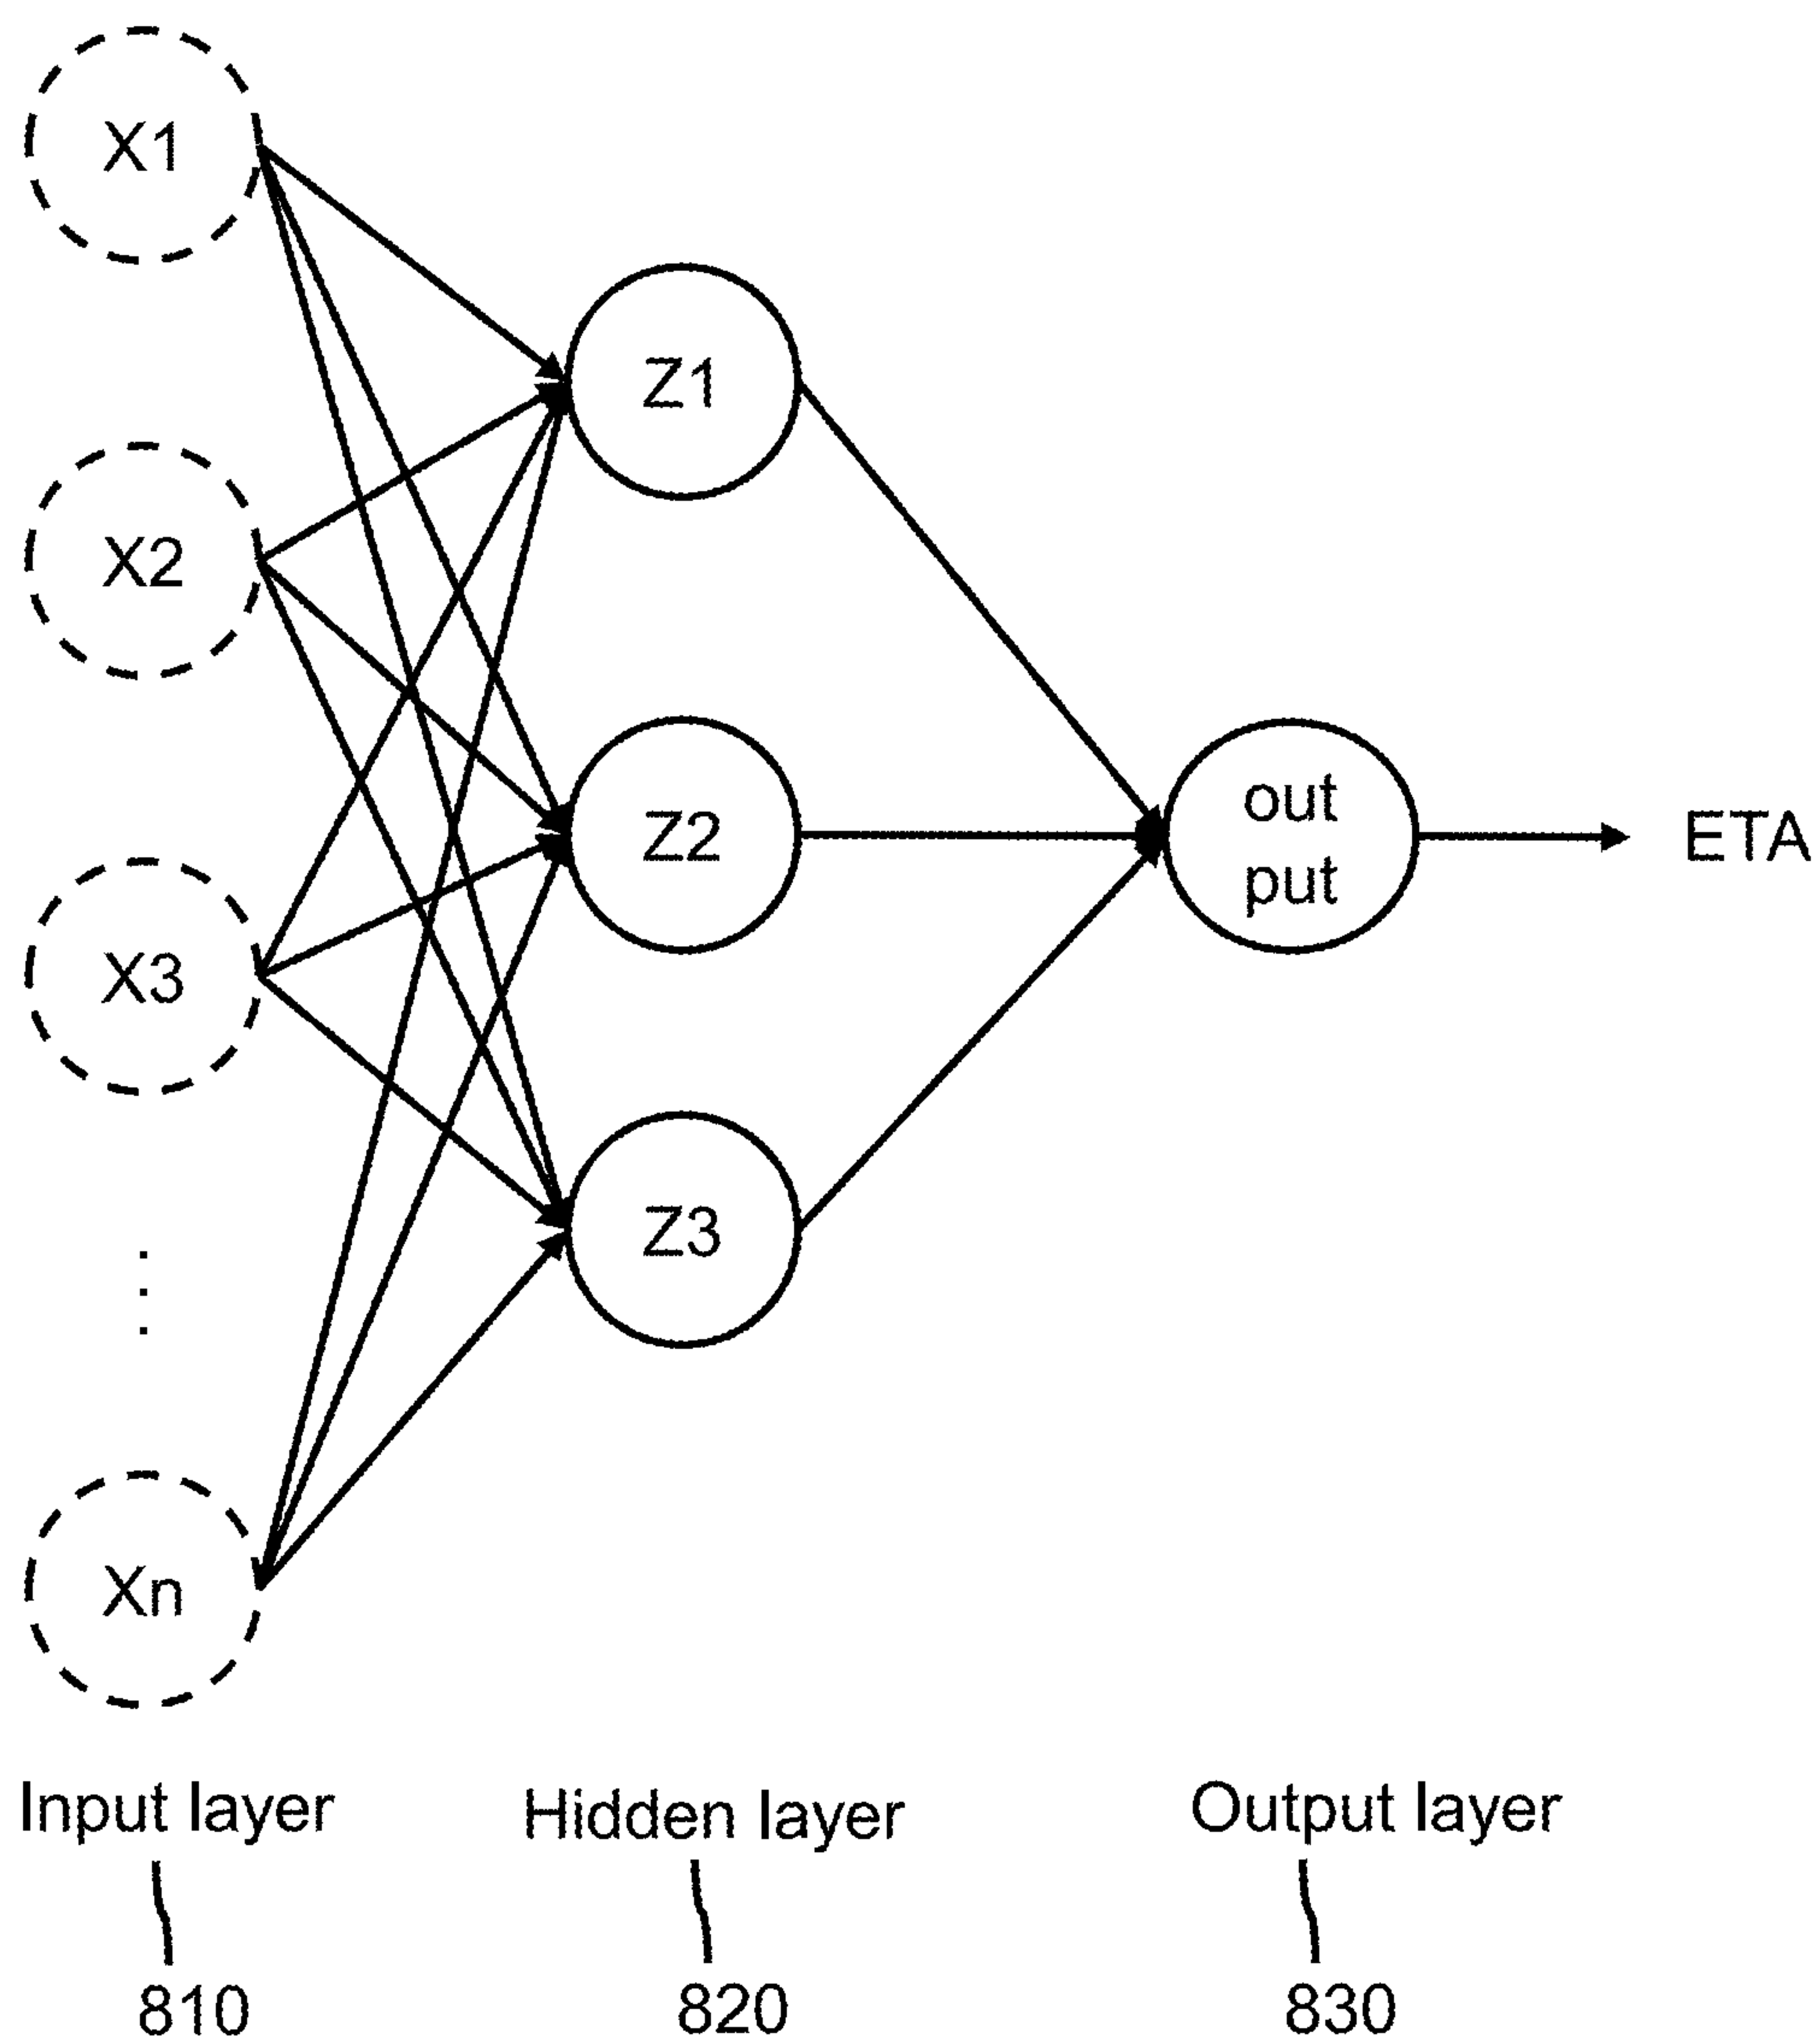 X1
X2
X3
Xn
Z1
Z2
Z3
out
put
ETA
Input layer
Hidden layer
Output layer
810
820
830